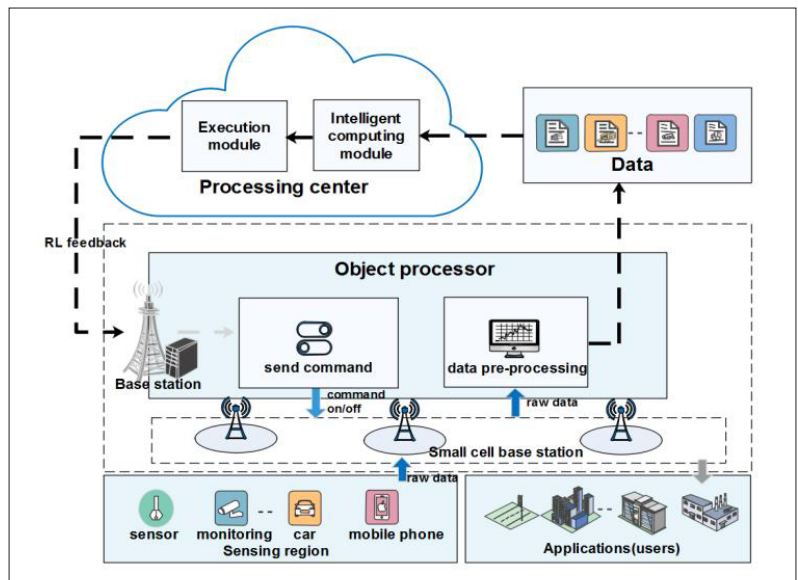 Execution
module
Intelligent
computing
module
Processing center
Data
RL feedback
Object processor
Base station
send command
data pre-processing
command
on/off
raw data
Small cell base station
raw data
sensor
monitoring
car
mobile phone
Sensing region
Applications(users)